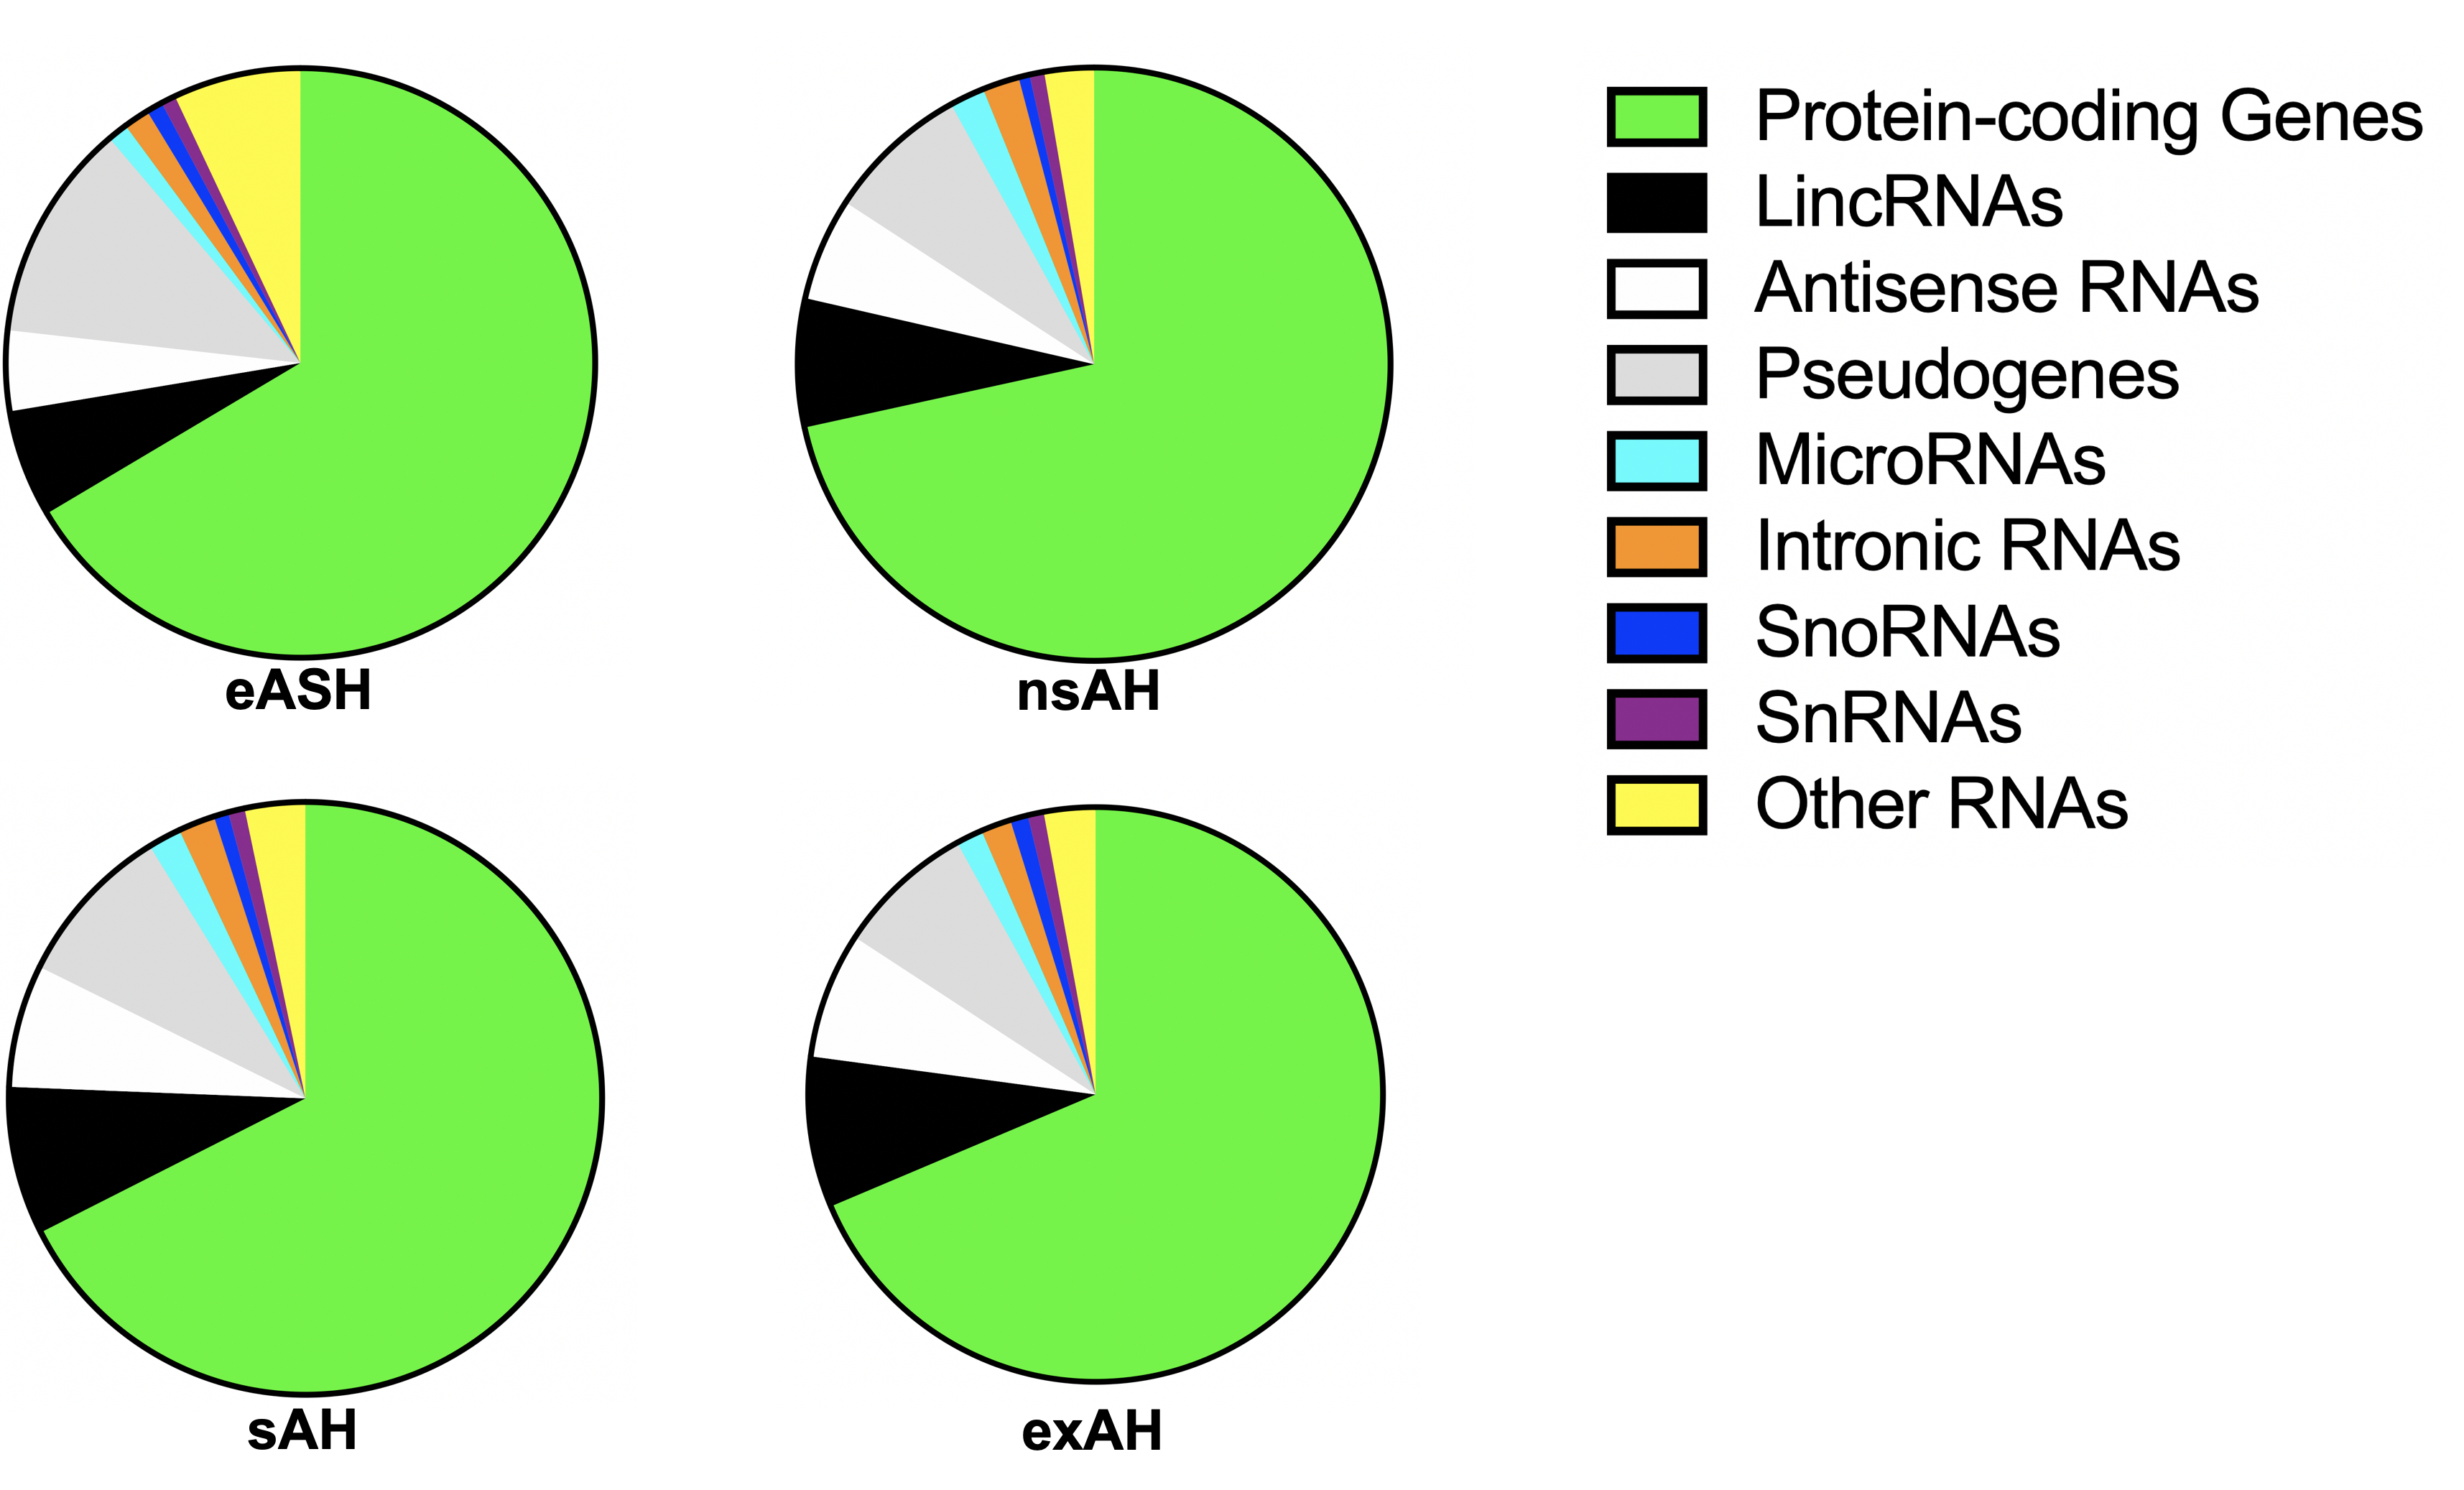 eASH
nsAH
sAH
exAH
Protein-coding Genes
LincRNAs
Antisense RNAs
Pseudogenes
MicroRNAs
Intronic RNAs
SnoRNAs
SnRNAs
Other RNAs